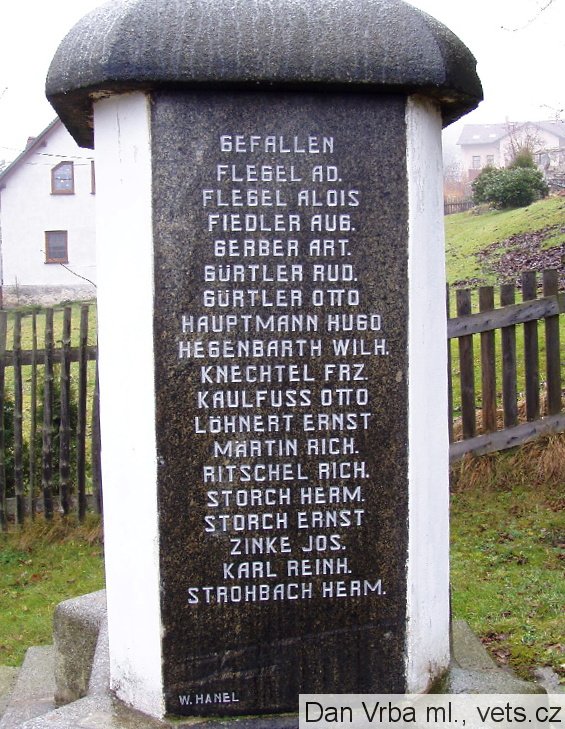 GEFALLEN
FLEGEL AD.
FLEGEL ALOIS
FIEDLER AUG.
GERBER ART.
GÜRTLER RUD.
GÜRTLER OTTO
HAUPTMANN HUGO
HEGENBARTH WILH.
KNECHTEL FRZ.
KAULFUSS OTTO
LÖHNERT ERNST
MÄRTIN RICH.
RITSCHEL RICH.
STORCH HERM.
STORCH ERNST
ZINKE JOS.
KARL REINH.
STROHBACH HERM.
W. HANEL
Dan Vrba ml., vets.cz